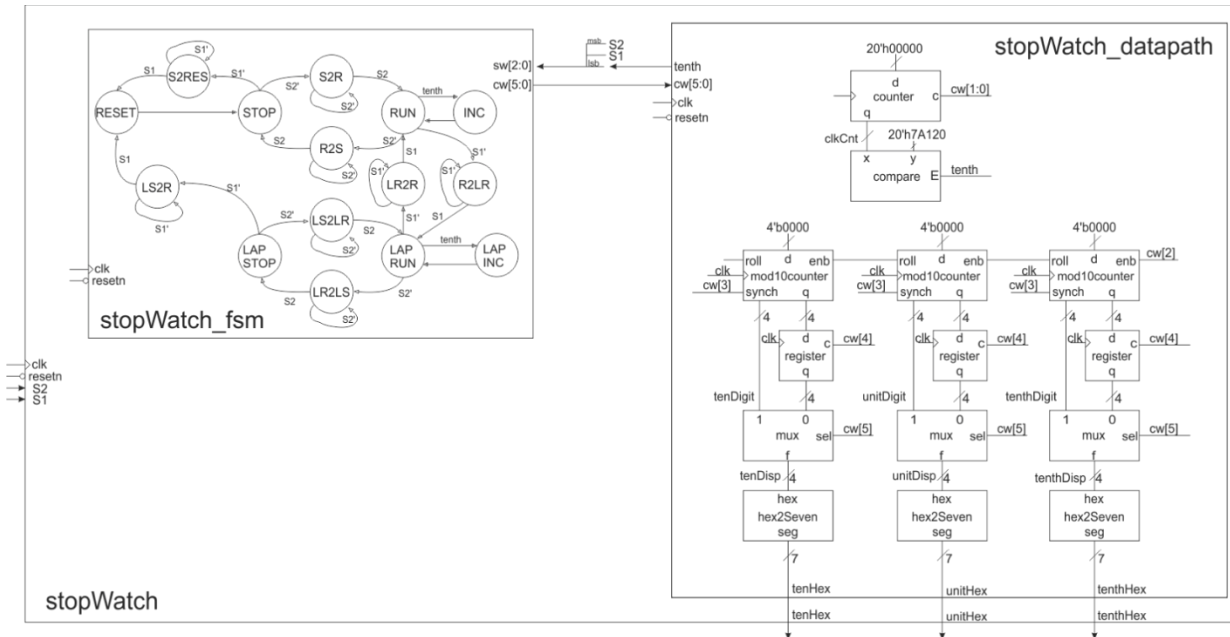 stopWatch_fsm
S1'
S2RES
S1
S1'
RESET
STOP
S2'
S2R
S2
S2'
RUN
tenth
INC
S2
R2S
S2'
S2'
S1
S1
LS2R
S1'
S1'
S1'
LR2R
S1'
S1'
R2LR
S1
S1'
S2'
LS2LR
S2
S2'
LAP
STOP
LAP
RUN
tenth
LAP
INC
S2
LR2LS
S2'
S2'
clk
resetn
sw[2:0]
cw[5:0]
msb
S2
S1
lsb
stopWatch_datapath
tenth
cw[5:0]
clk
resetn
20'h00000
d
counter
c
cw[1:0]
q
clkCnt
20'h7A120
x y
compare
E
tenth
4'b0000 4'b0000 4'b0000
roll d enb roll d enb roll d enb cw[2]
clk mod10counter clk mod10counter clk mod10counter
cw[3] synch q cw[3] synch q cw[3] synch q
4 4 4 4 4 4
clk d c cw[4] clk d c cw[4] clk d c cw[4]
register register register
q q q
tenDigit 4 unitDigit 4 tenthDigit 4
1 0 1 0 1 0
mux sel cw[5] mux sel cw[5] mux sel cw[5]
f f f
tenDisp 4 unitDisp 4 tenthDisp 4
hex hex hex
hex2Seven hex2Seven hex2Seven
seg seg seg
7 7 7
tenHex unitHex tenthHex
tenHex unitHex tenthHex
clk
resetn
S2
S1
stopWatch